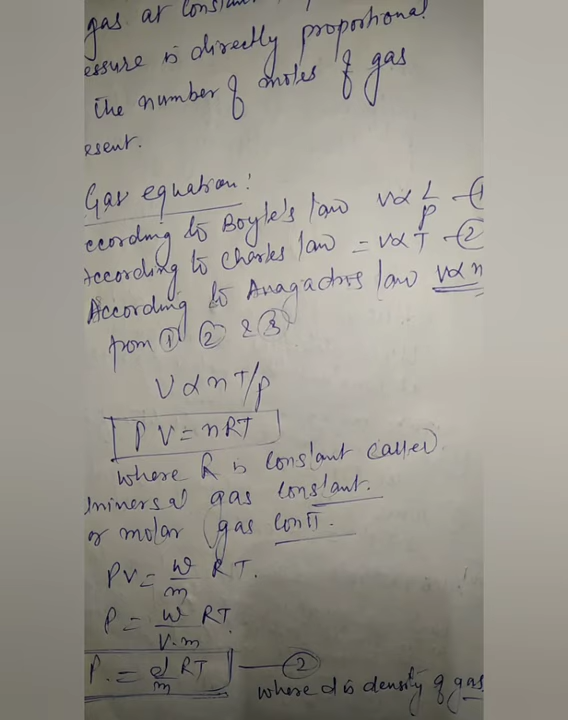 gas at const
essure is directly proportional
the number of moles of gas
esent.
Gas equation:
ccording to Boyle's law V∝ 1/P -①
According to Charles law = V∝T -②
According to Avagadros law V∝n
from ① ② & ③
V∝nT/P
PV=nRT
where R is constant called
Universal gas constant.
or molar gas const.
PV = w/m RT.
P = w/V.m RT
P. = d/m RT —②
where d is density of gas